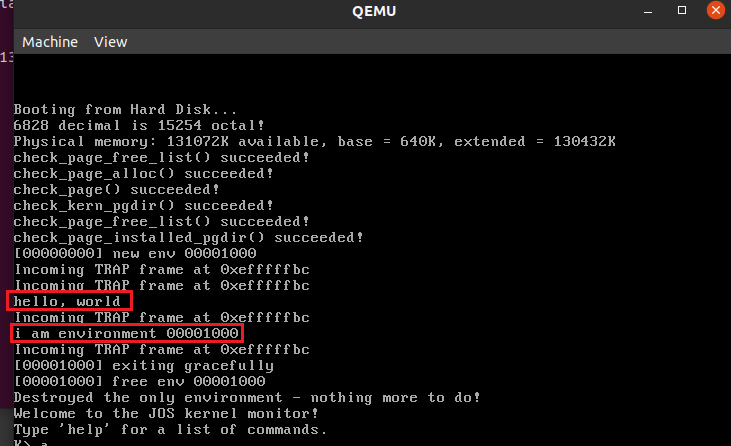 QEMU
Machine View
Booting from Hard Disk...
6828 decimal is 15254 octal!
Physical memory: 131072K available, base = 640K, extended = 130432K
check_page_free_list() succeeded!
check_page_alloc() succeeded!
check_page() succeeded!
check_kern_pgdir() succeeded!
check_page_free_list() succeeded!
check_page_installed_pgdir() succeeded!
[00000000] new env 00001000
Incoming TRAP frame at 0xefffffbc
Incoming TRAP frame at 0xefffffbc
hello, world
Incoming TRAP frame at 0xefffffbc
i am environment 00001000
Incoming TRAP frame at 0xefffffbc
[00001000] exiting gracefully
[00001000] free env 00001000
Destroyed the only environment - nothing more to do!
Welcome to the JOS kernel monitor!
Type 'help' for a list of commands.
K> a